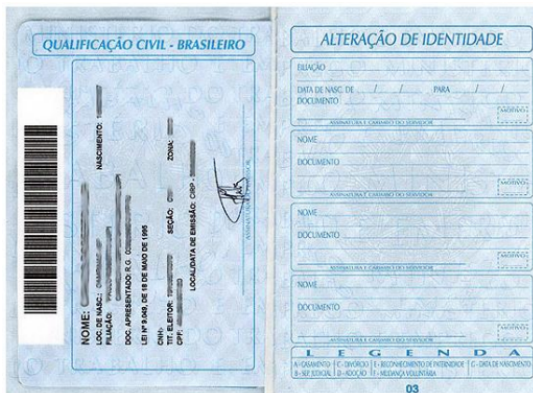 QUALIFICAÇÃO CIVIL - BRASILEIRO
NOME:
LOC. DE NASC.:
NASCIMENTO:
FILIAÇÃO:
DOC. APRESENTADO: R.G.
LEI Nº 9.049, DE 18 DE MAIO DE 1995
CNH:
TIT. ELEITOR: SEÇÃO: ZONA:
CPF:
LOCAL/DATA DE EMISSÃO: CRP -
ALTERAÇÃO DE IDENTIDADE
FILIAÇÃO
DATA DE NASC. DE / / PARA / /
DOCUMENTO
MOTIVO
ASSINATURA E CARIMBO DO SERVIDOR
NOME
DOCUMENTO
MOTIVO
ASSINATURA E CARIMBO DO SERVIDOR
NOME
DOCUMENTO
MOTIVO
ASSINATURA E CARIMBO DO SERVIDOR
NOME
DOCUMENTO
MOTIVO
ASSINATURA E CARIMBO DO SERVIDOR
LEGENDA
A - CASAMENTO C - DIVÓRCIO E - RECONHECIMENTO DE PATERNIDADE G - DATA DE NASCIMENTO
B - SEP. JUDICIAL D - ADOÇÃO F - MUDANÇA VOLUNTÁRIA
03